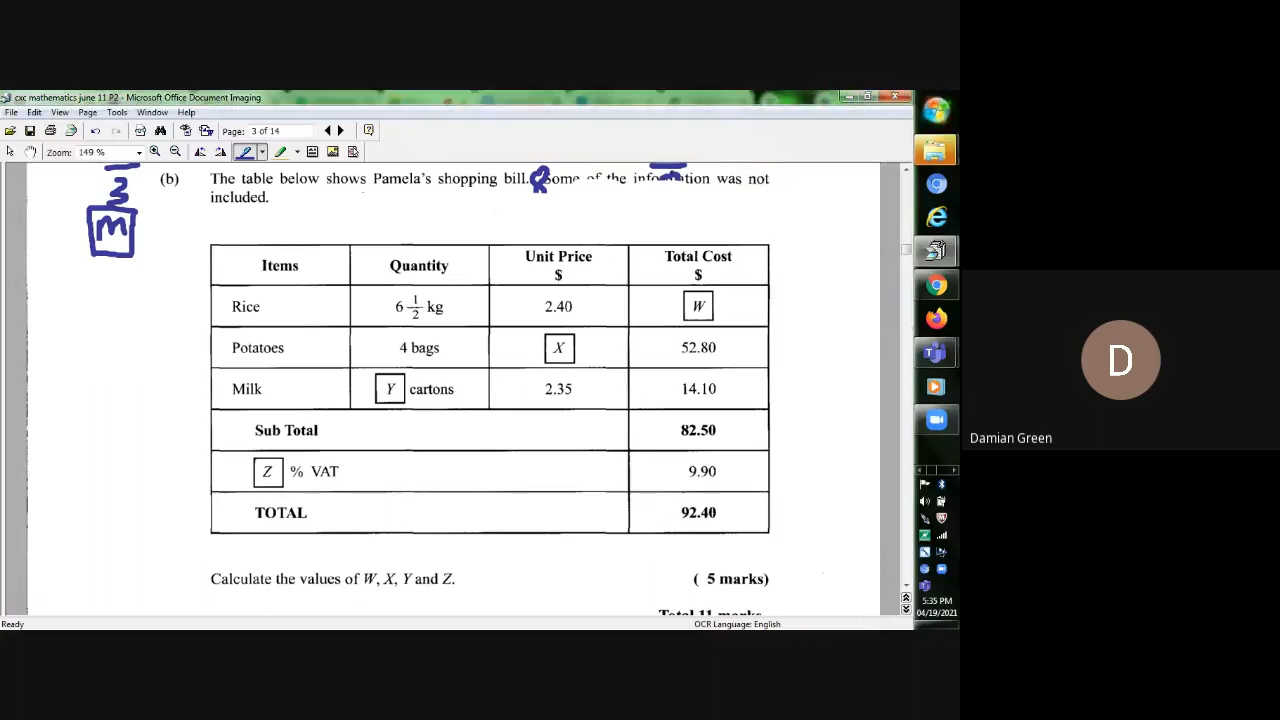 cxc mathematics june 11 P2 - Microsoft Office Document Imaging
File Edit View Page Tools Window Help
Page: 3 of 14
Zoom: 149 %
2
M
(b) The table below shows Pamela's shopping bill. Some of the information was not
included.
Items Quantity Unit Price $ Total Cost $
Rice 6 1/2 kg 2.40 W
Potatoes 4 bags X 52.80
Milk Y cartons 2.35 14.10
Sub Total 82.50
Z % VAT 9.90
TOTAL 92.40
Calculate the values of W, X, Y and Z. ( 5 marks)
Total 11 marks
Ready OCR Language: English
5:35 PM
04/19/2021
D
Damian Green